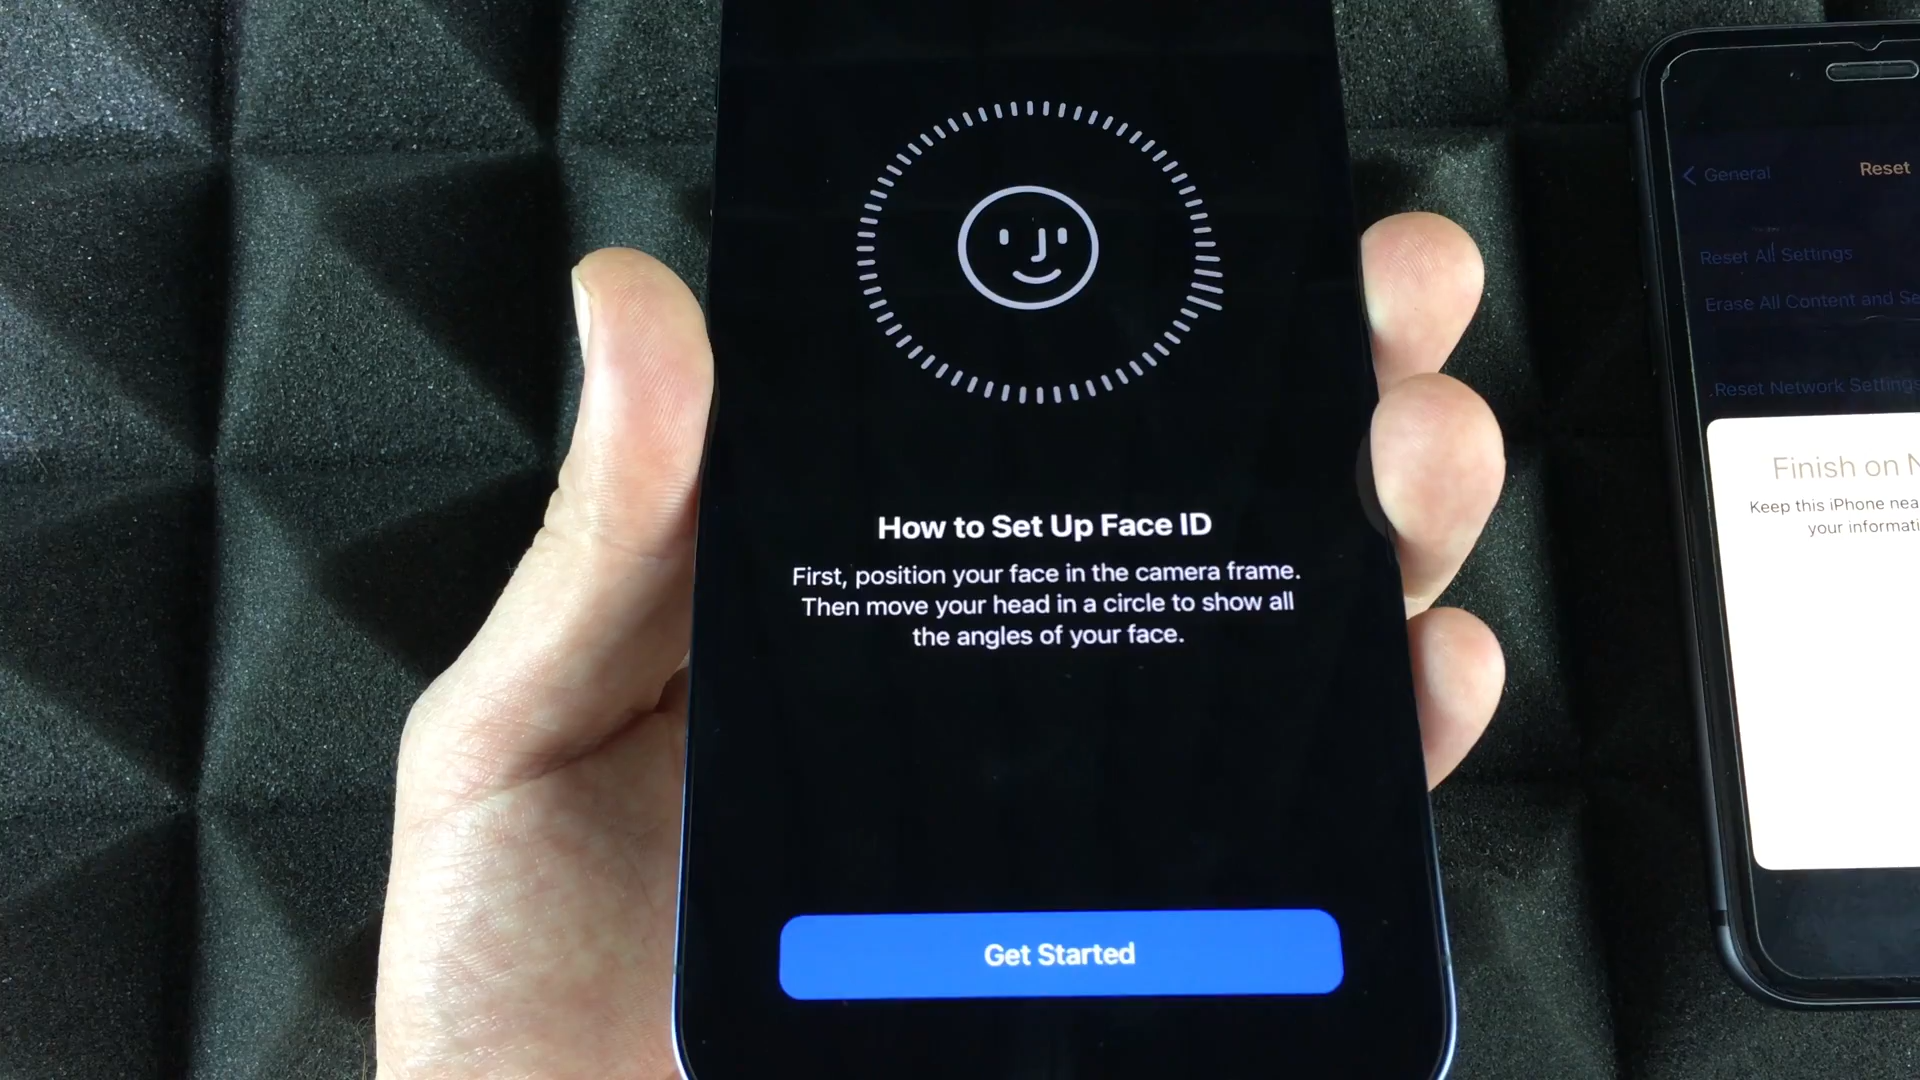 How to Set Up Face ID
First, position your face in the camera frame.
Then move your head in a circle to show all
the angles of your face.
Get Started
General
Reset
Reset All Settings
Erase All Content and Se
Reset Network Settings
Finish on N
Keep this iPhone nea
your informati